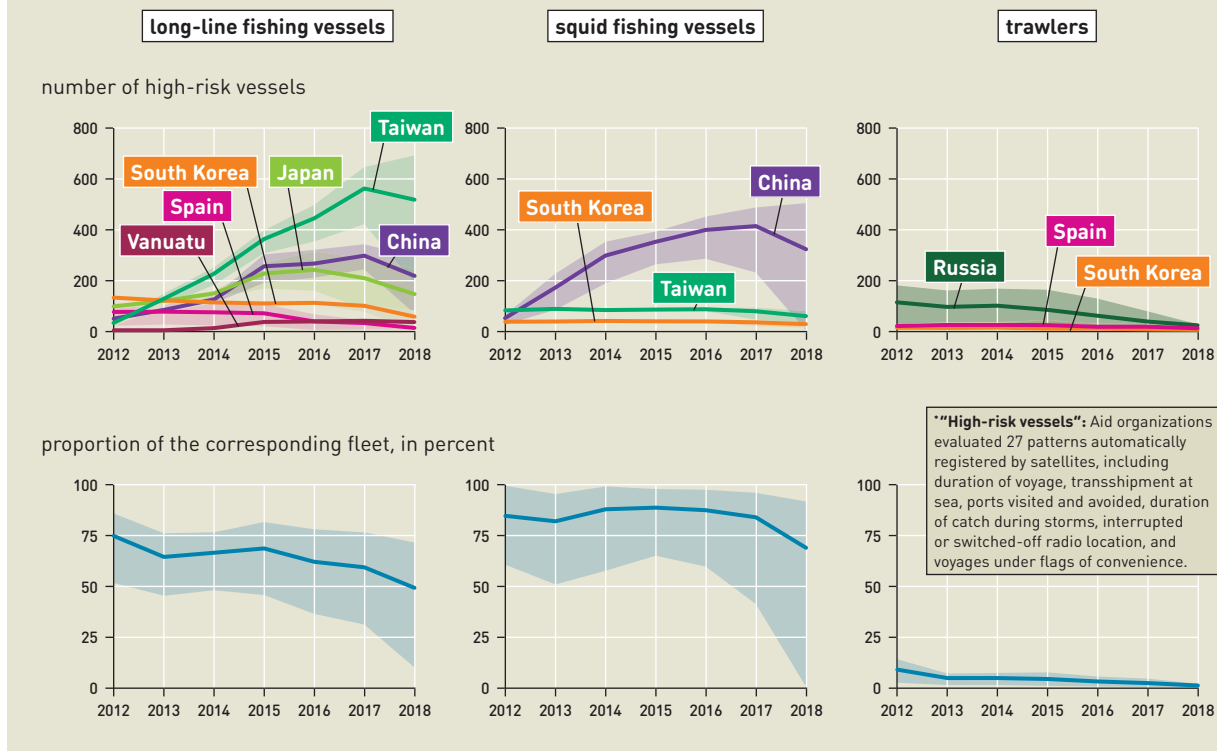 long-line fishing vessels
squid fishing vessels
trawlers
number of high-risk vessels
800
600
400
200
0
2012 2013 2014 2015 2016 2017 2018
Taiwan
South Korea
Japan
Spain
Vanuatu
China
800
600
400
200
0
2012 2013 2014 2015 2016 2017 2018
China
South Korea
Taiwan
800
600
400
200
0
2012 2013 2014 2015 2016 2017 2018
Spain
Russia
South Korea
proportion of the corresponding fleet, in percent
100
75
50
25
0
2012 2013 2014 2015 2016 2017 2018
100
75
50
25
0
2012 2013 2014 2015 2016 2017 2018
100
75
50
25
0
2012 2013 2014 2015 2016 2017 2018
*"High-risk vessels": Aid organizations
evaluated 27 patterns automatically
registered by satellites, including
duration of voyage, transshipment at
sea, ports visited and avoided, duration
of catch during storms, interrupted
or switched-off radio location, and
voyages under flags of convenience.